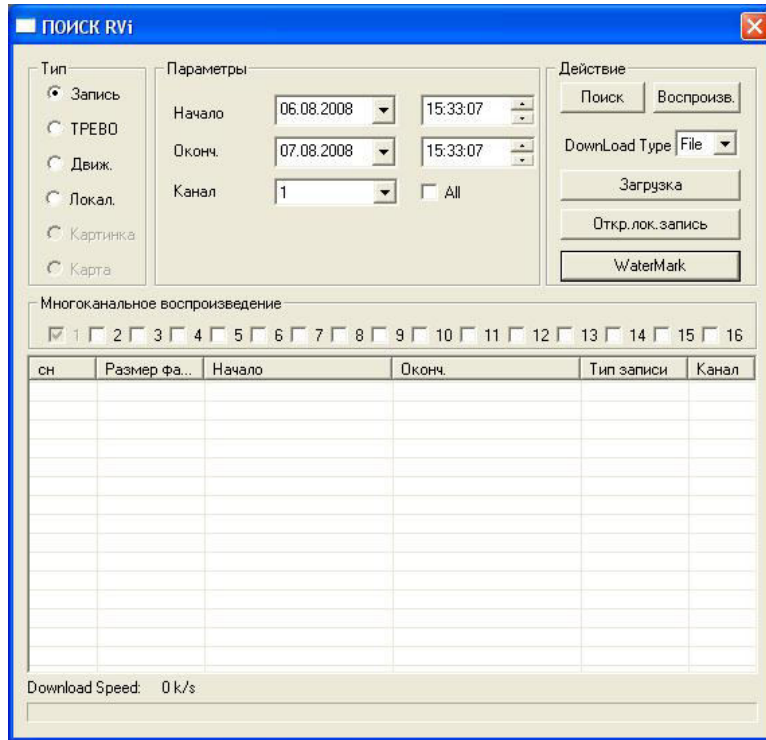 ПОИСК RVi
Тип
Запись
ТРЕВО
Движ.
Локал.
Картинка
Карта
Параметры
Начало 06.08.2008 15:33:07
Оконч. 07.08.2008 15:33:07
Канал 1 All
Действие
Поиск Воспроизв.
DownLoad Type File
Загрузка
Откр.лок.запись
WaterMark
Многоканальное воспроизведение
1 2 3 4 5 6 7 8 9 10 11 12 13 14 15 16
сн Размер фа... Начало Оконч. Тип записи Канал
Download Speed: 0 k/s